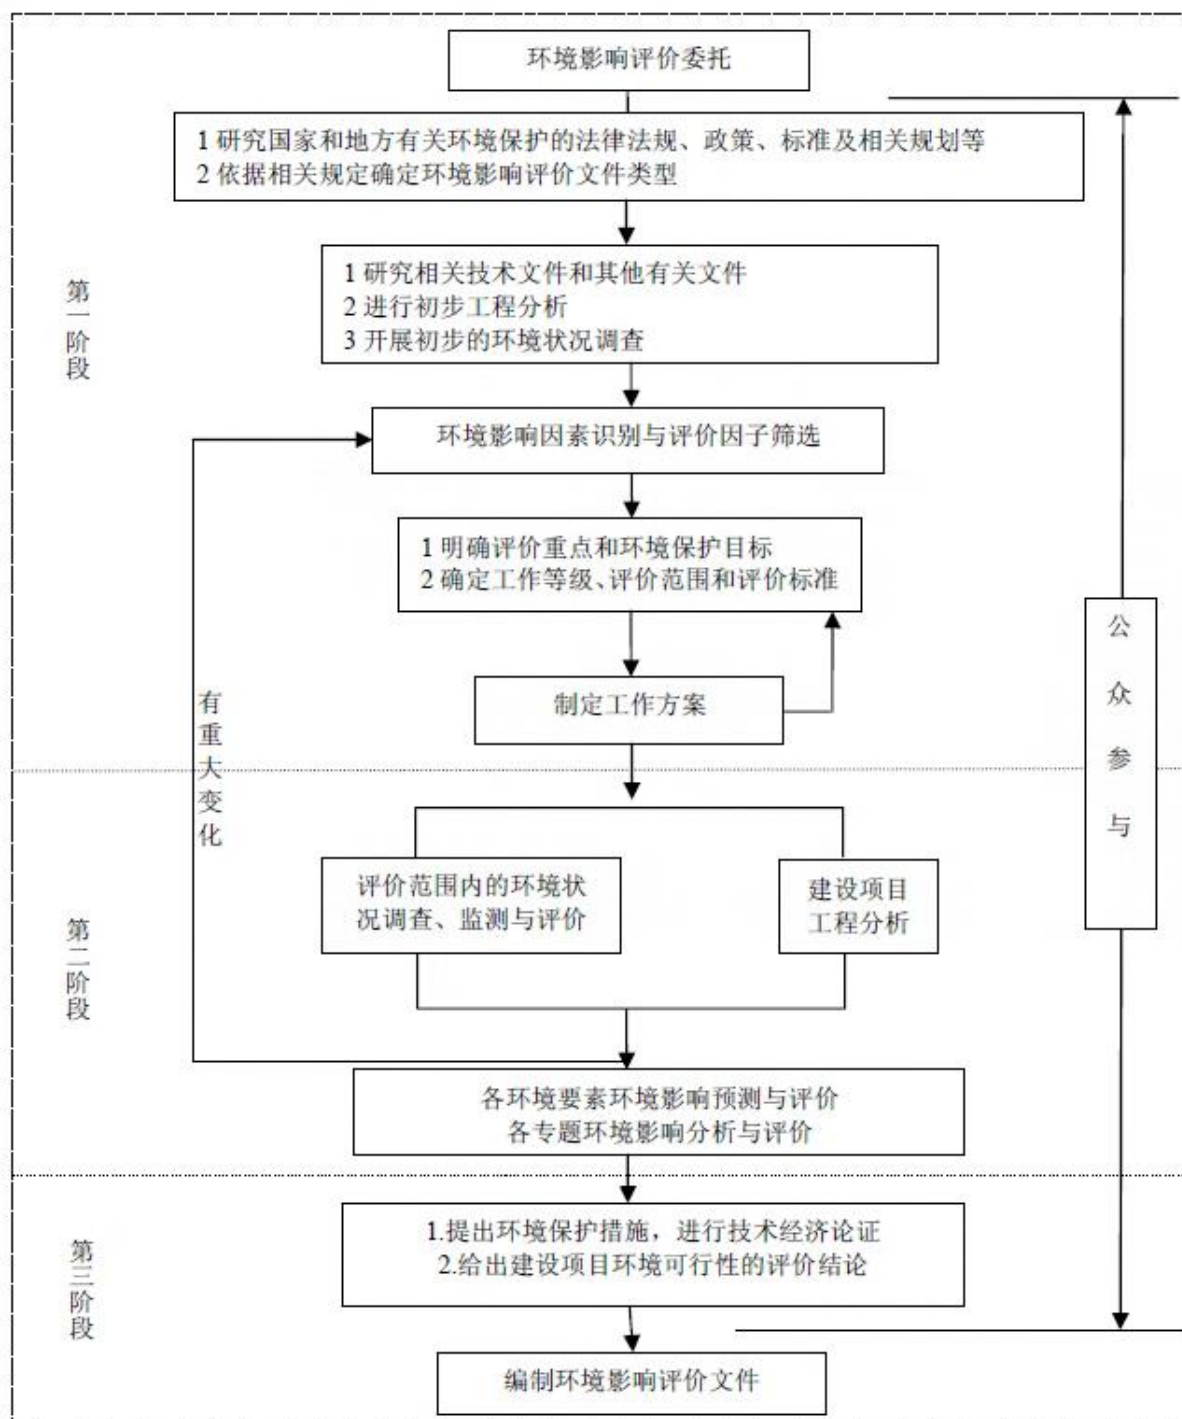 环境影响评价委托
1 研究国家和地方有关环境保护的法律法规、政策、标准及相关规划等
2 依据相关规定确定环境影响评价文件类型
第一阶段
1 研究相关技术文件和其他有关文件
2 进行初步工程分析
3 开展初步的环境状况调查
环境影响因素识别与评价因子筛选
1 明确评价重点和环境保护目标
2 确定工作等级、评价范围和评价标准
公众参与
制定工作方案
有重大变化
第二阶段
评价范围内的环境状
况调查、监测与评价
建设项目
工程分析
各环境要素环境影响预测与评价
各专题环境影响分析与评价
第三阶段
1.提出环境保护措施，进行技术经济论证
2.给出建设项目环境可行性的评价结论
编制环境影响评价文件